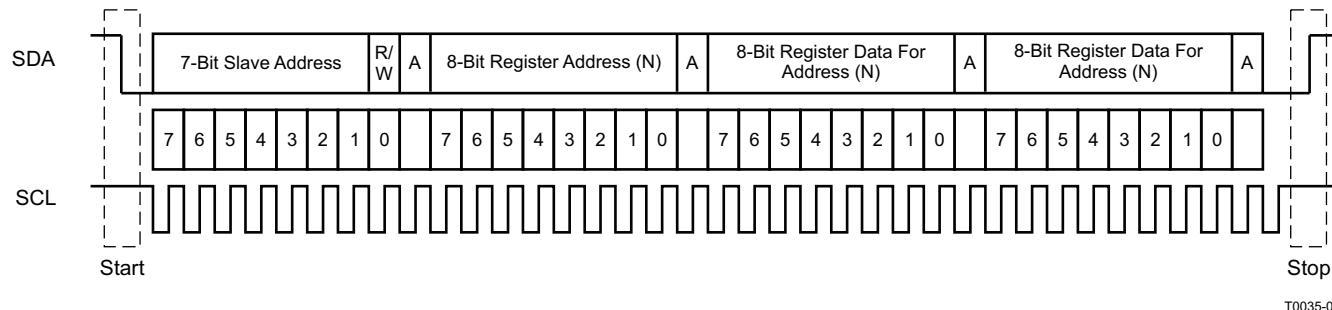 SDA
7-Bit Slave Address
R/
W
A
8-Bit Register Address (N)
A
8-Bit Register Data For
Address (N)
A
8-Bit Register Data For
Address (N)
A
7 6 5 4 3 2 1 0 7 6 5 4 3 2 1 0 7 6 5 4 3 2 1 0 7 6 5 4 3 2 1 0
SCL
Start
Stop
T0035-0